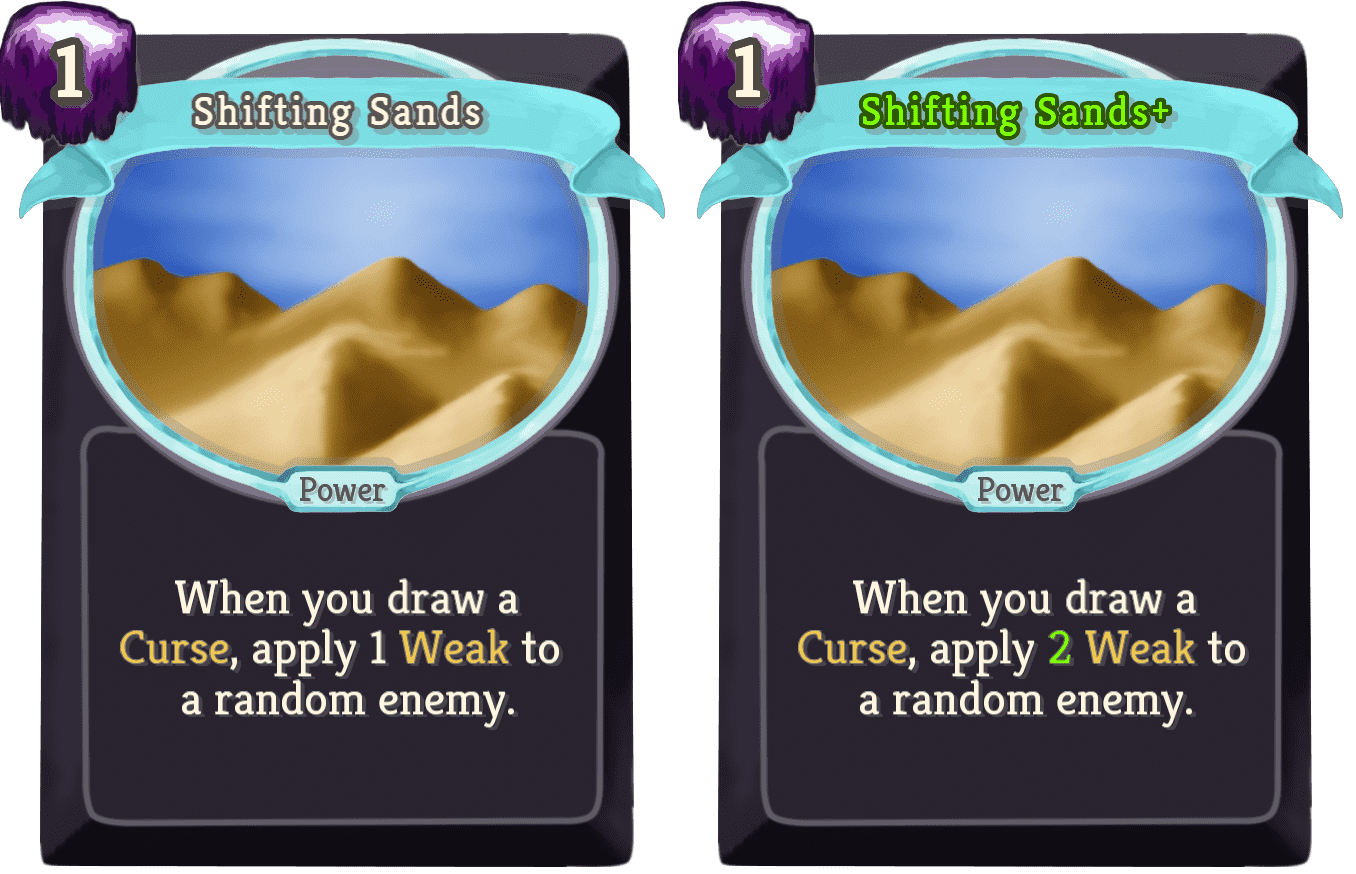 1
Shifting Sands
Power
When you draw a
Curse, apply 1 Weak to
a random enemy.
1
Shifting Sands+
Power
When you draw a
Curse, apply 2 Weak to
a random enemy.